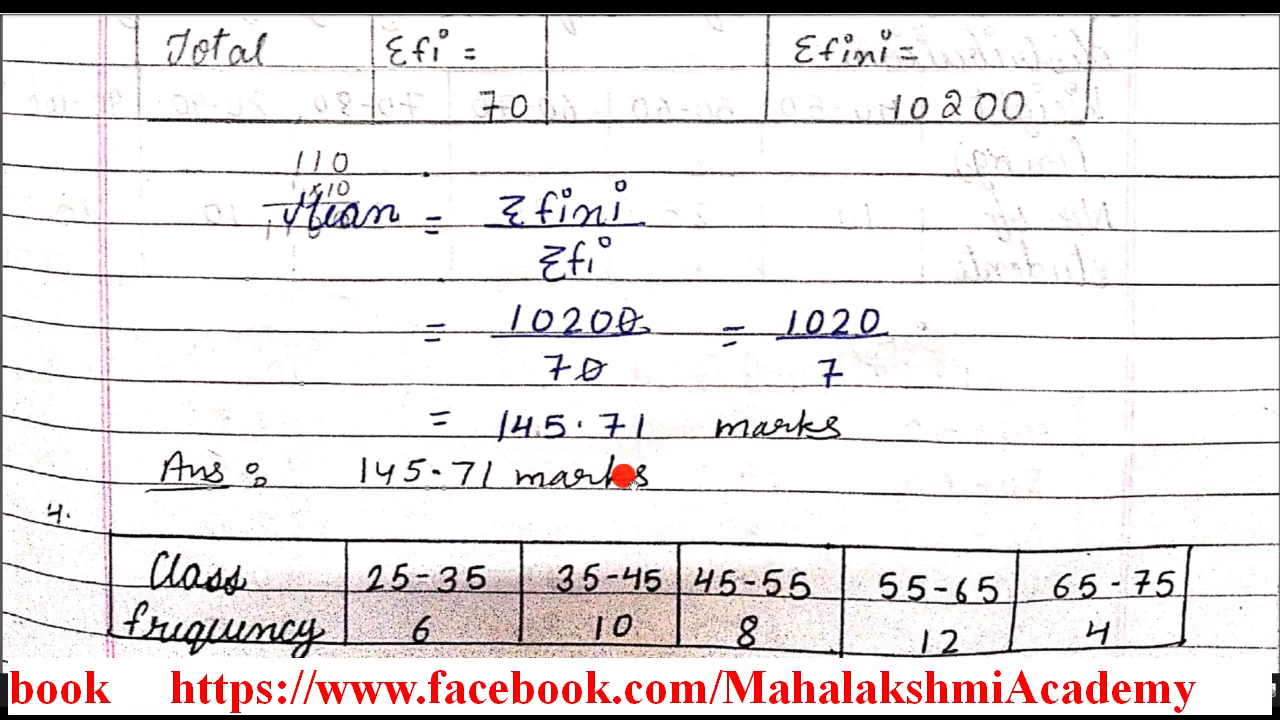 Total Σfi = Σfini =
70 10200
110
×10
Mean = Σfini / Σfi
= 10200 / 70 = 1020 / 7
= 145.71 marks
Ans : 145.71 marks
4.
Class 25-35 35-45 45-55 55-65 65-75
frequency 6 10 8 12 4
book https://www.facebook.com/MahalakshmiAcademy